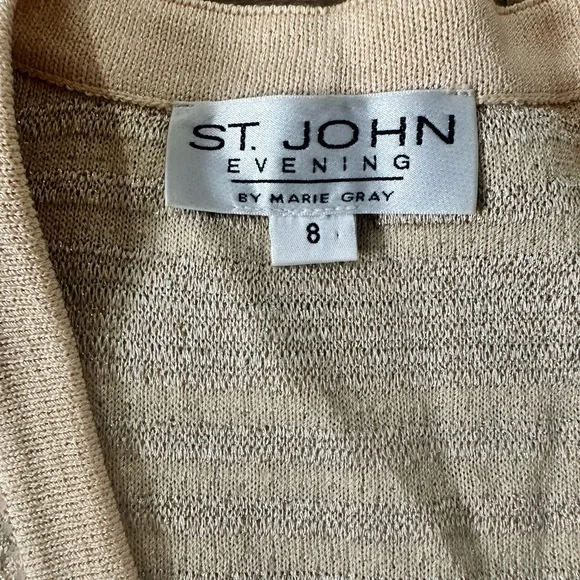 ST. JOHN
EVENING
BY MARIE GRAY
8